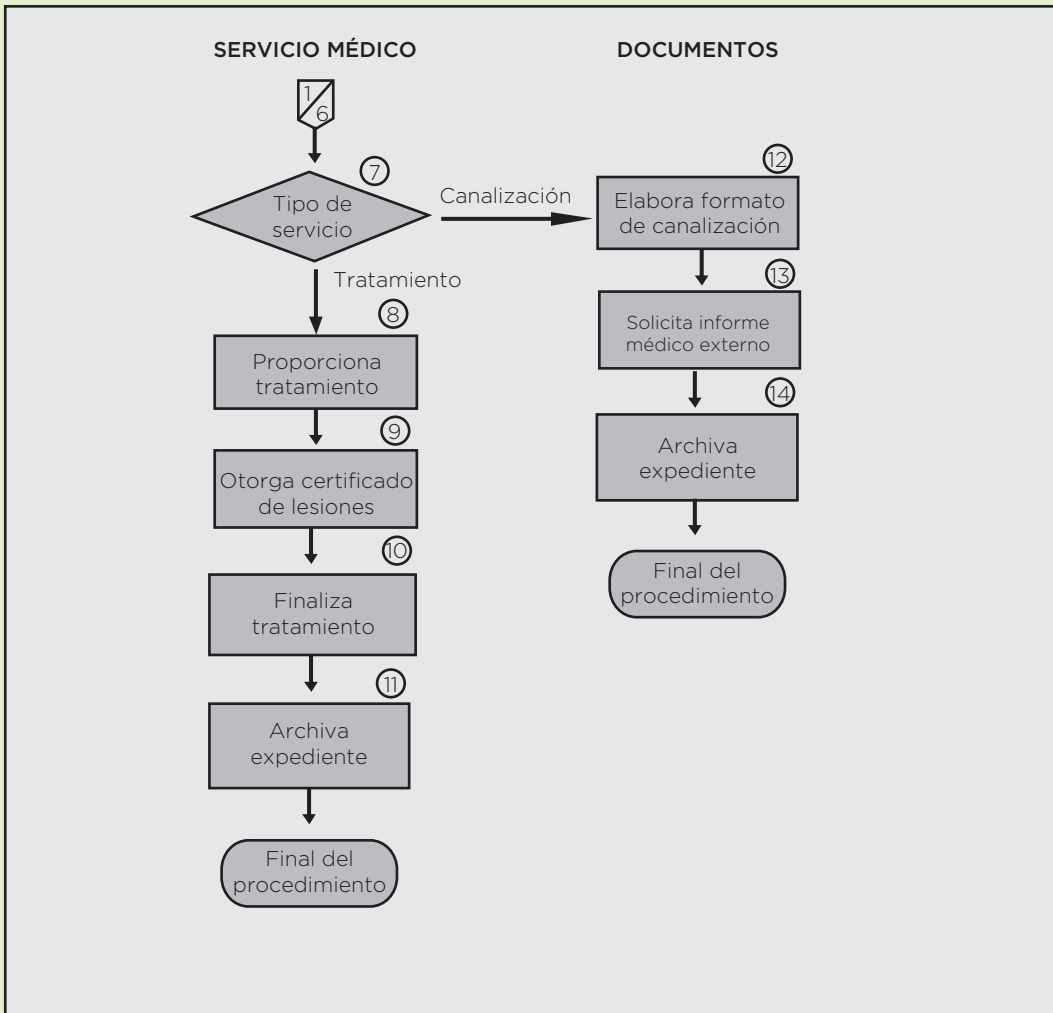 SERVICIO MÉDICO
DOCUMENTOS
1
6
7
Tipo de
servicio
Canalización
Tratamiento
8
Proporciona
tratamiento
9
Otorga certificado
de lesiones
10
Finaliza
tratamiento
11
Archiva
expediente
Final del
procedimiento
12
Elabora formato
de canalización
13
Solicita informe
médico externo
14
Archiva
expediente
Final del
procedimiento